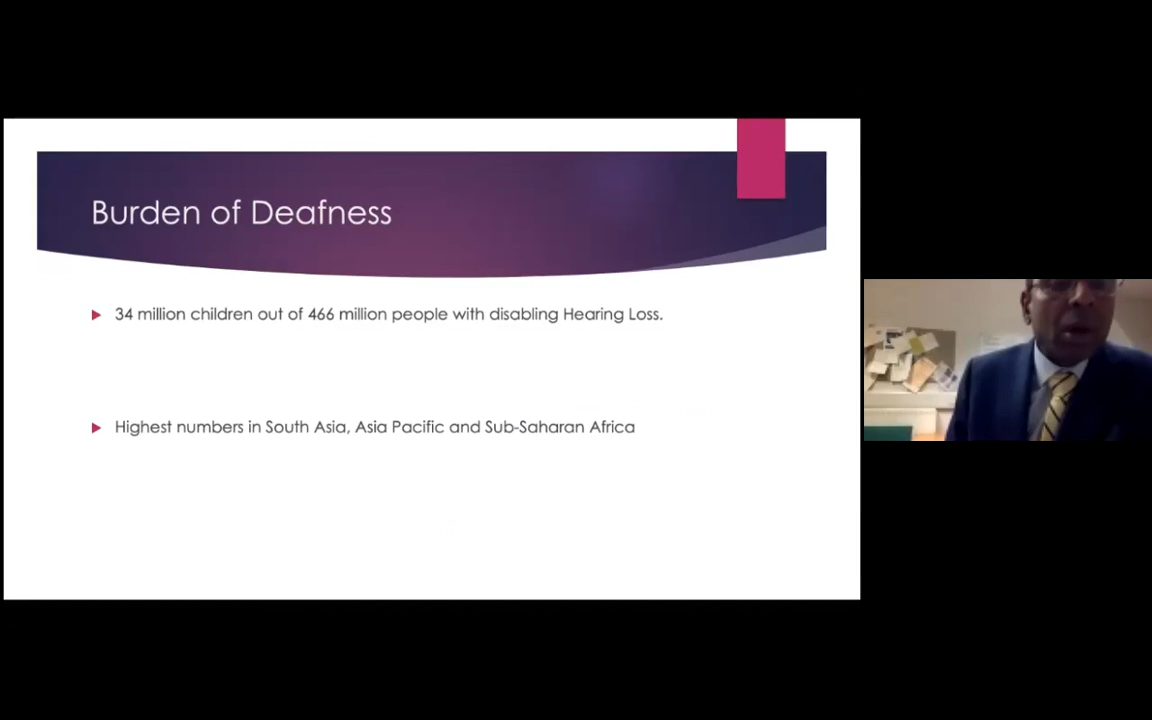 Burden of Deafness
34 million children out of 466 million people with disabling Hearing Loss.
Highest numbers in South Asia, Asia Pacific and Sub-Saharan Africa